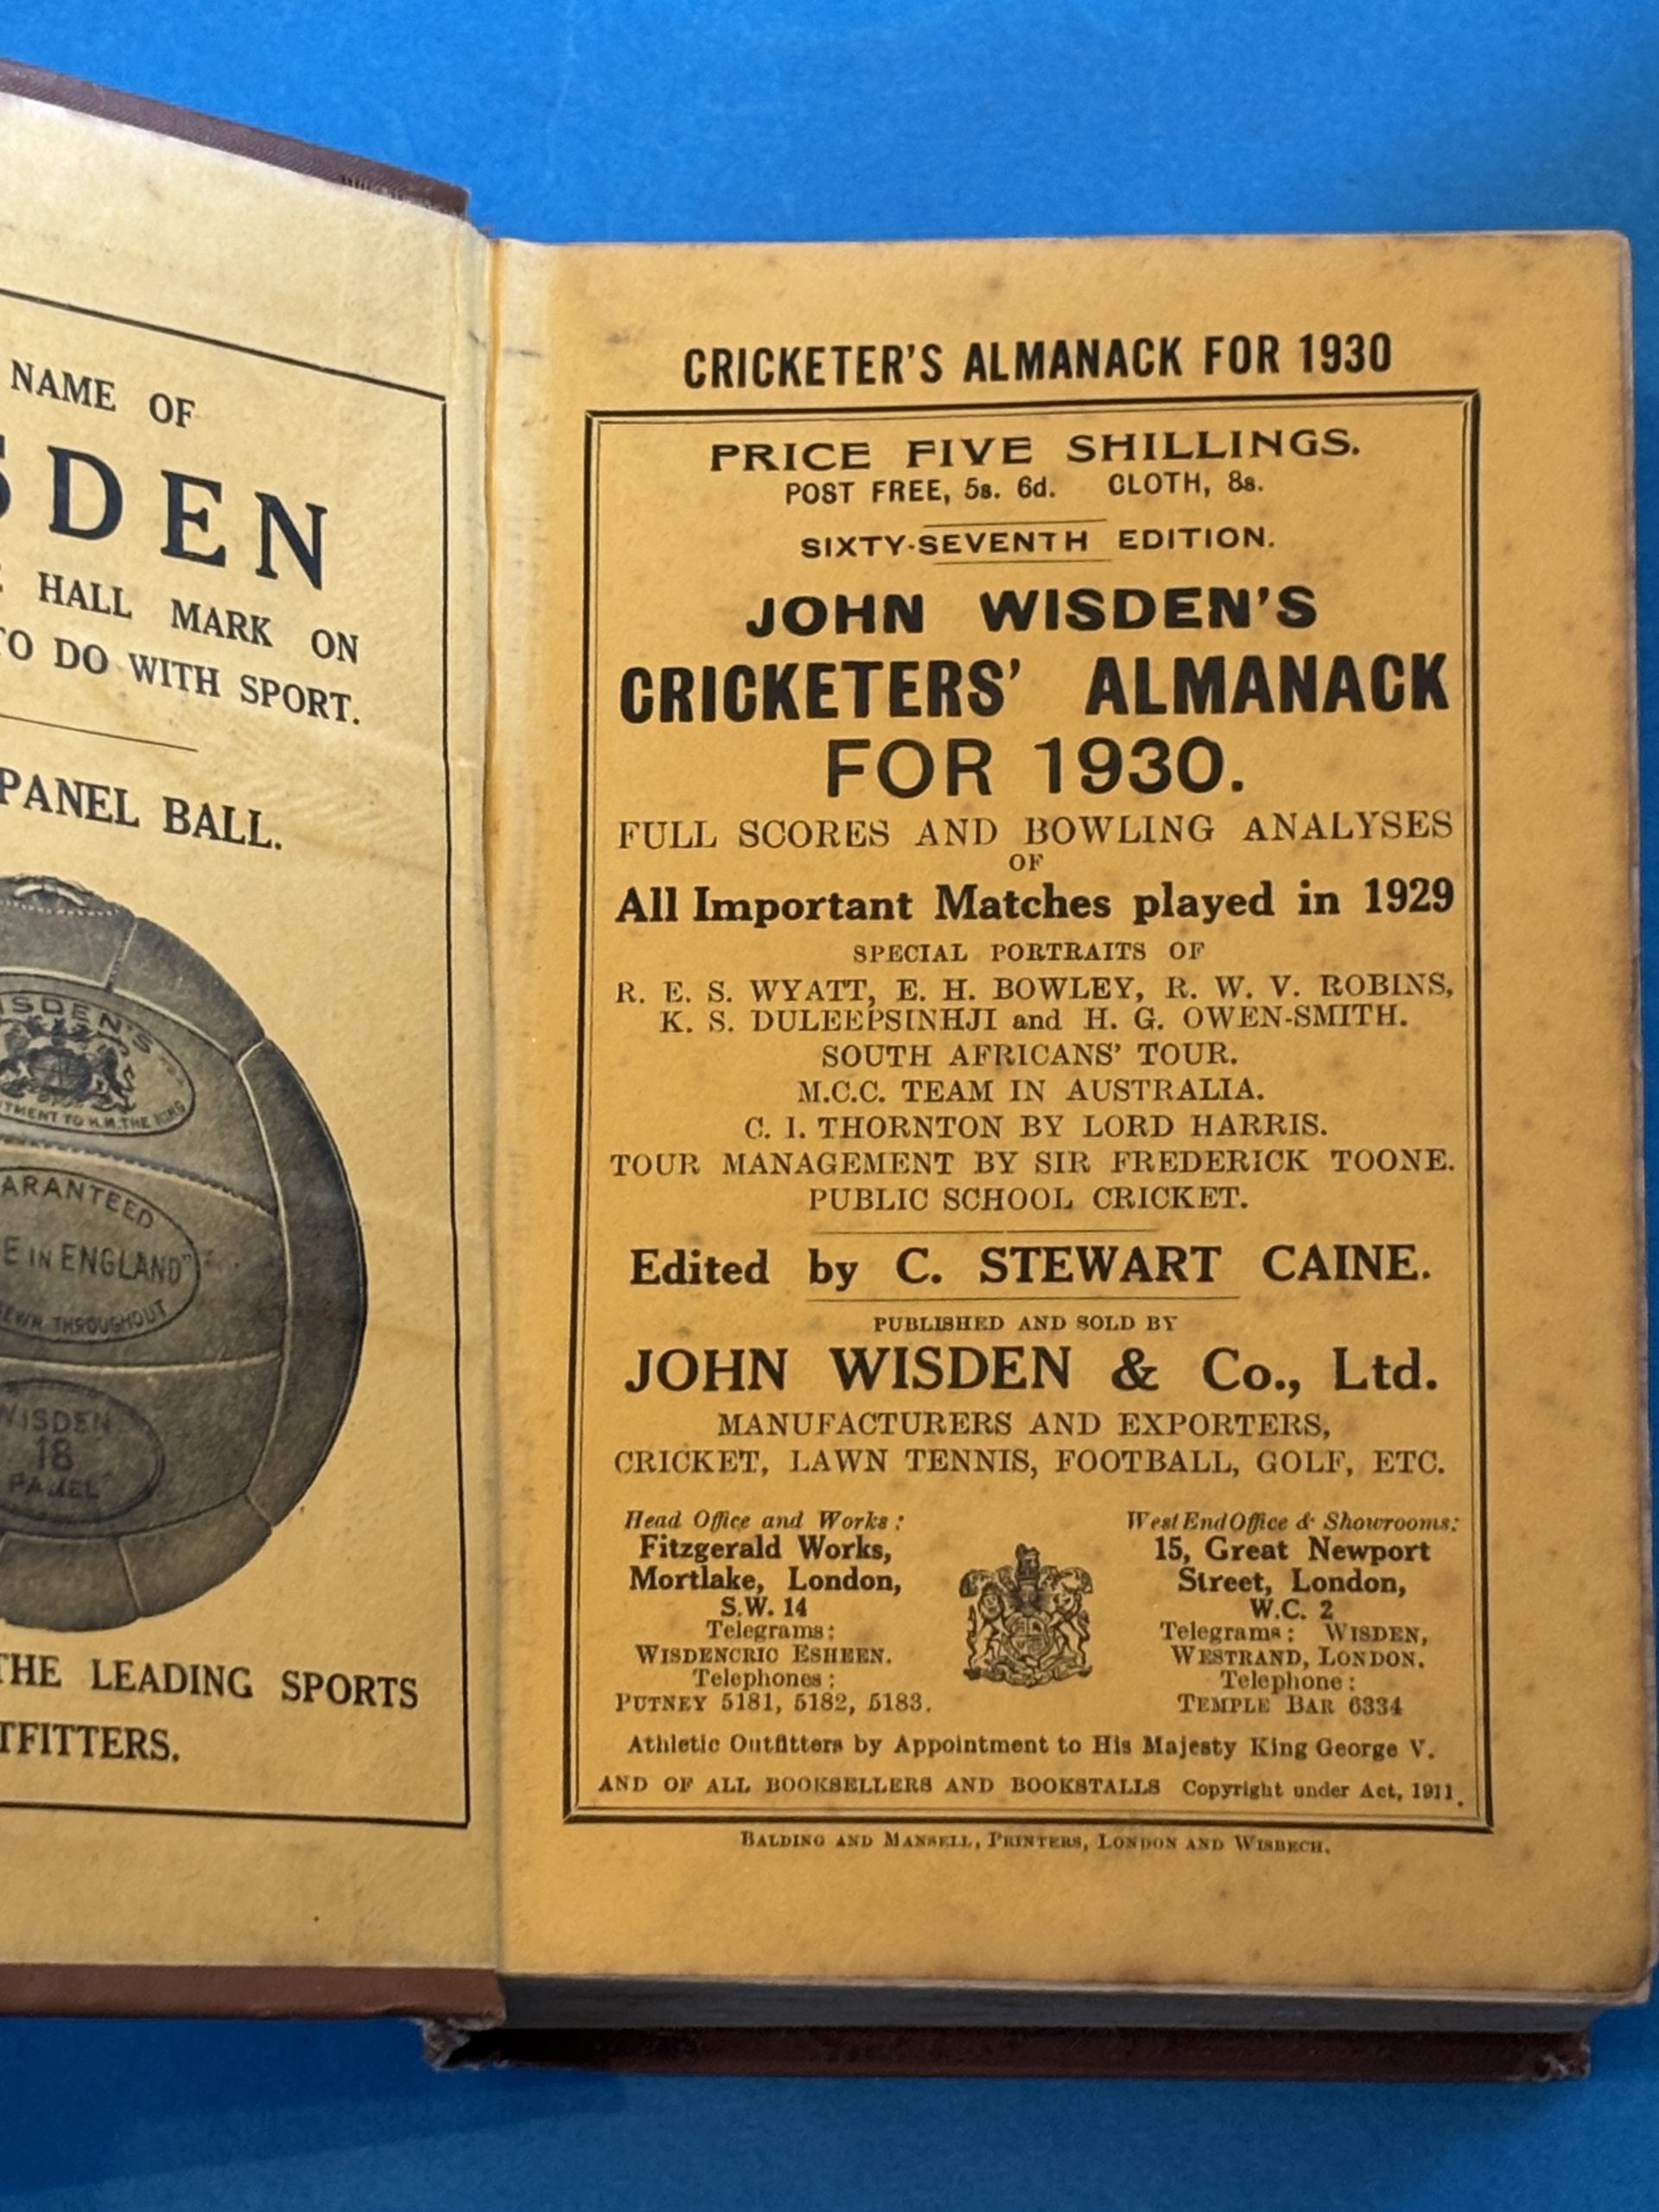 NAME OF
SDEN
HALL MARK ON
TO DO WITH SPORT.
PANEL BALL.
ISDEN'S
TMENT TO H.M. THE KING
ARANTEED
E IN ENGLAND"
THROUGHOUT
WISDEN
18
PANEL
THE LEADING SPORTS
TFITTERS.
CRICKETER'S ALMANACK FOR 1930
PRICE FIVE SHILLINGS.
POST FREE, 5s. 6d. CLOTH, 8s.
SIXTY-SEVENTH EDITION.
JOHN WISDEN'S
CRICKETERS' ALMANACK
FOR 1930.
FULL SCORES AND BOWLING ANALYSES
OF
All Important Matches played in 1929
SPECIAL PORTRAITS OF
R. E. S. WYATT, E. H. BOWLEY, R. W. V. ROBINS,
K. S. DULEEPSINHJI and H. G. OWEN-SMITH.
SOUTH AFRICANS' TOUR.
M.C.C. TEAM IN AUSTRALIA.
C. I. THORNTON BY LORD HARRIS.
TOUR MANAGEMENT BY SIR FREDERICK TOONE.
PUBLIC SCHOOL CRICKET.
Edited by C. STEWART CAINE.
PUBLISHED AND SOLD BY
JOHN WISDEN & Co., Ltd.
MANUFACTURERS AND EXPORTERS,
CRICKET, LAWN TENNIS, FOOTBALL, GOLF, ETC.
Head Office and Works:
Fitzgerald Works,
Mortlake, London,
S.W. 14
Telegrams:
WISDENCRIC ESHEEN.
Telephones:
PUTNEY 5181, 5182, 5183.
West End Office & Showrooms:
15, Great Newport
Street, London,
W.C. 2
Telegrams: WISDEN,
WESTRAND, LONDON.
Telephone:
TEMPLE BAR 6334
Athletic Outfitters by Appointment to His Majesty King George V.
AND OF ALL BOOKSELLERS AND BOOKSTALLS Copyright under Act, 1911.
BALDING AND MANSELL, PRINTERS, LONDON AND WISBECH.